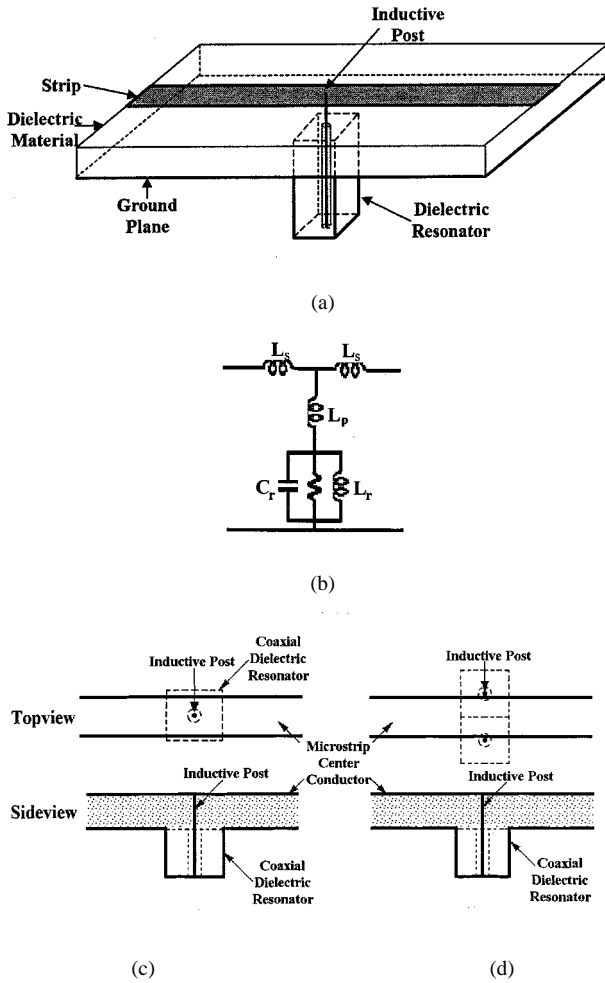 Inductive
Post
Strip
Dielectric
Material
Ground
Plane
Dielectric
Resonator
(a)
Ls
Ls
Lp
Cr
Lr
(b)
Coaxial
Dielectric
Resonator
Inductive Post
Inductive Post
Topview
Microstrip
Center
Conductor
Inductive Post
Inductive Post
Sideview
Coaxial
Dielectric
Resonator
Coaxial
Dielectric
Resonator
(c)
(d)